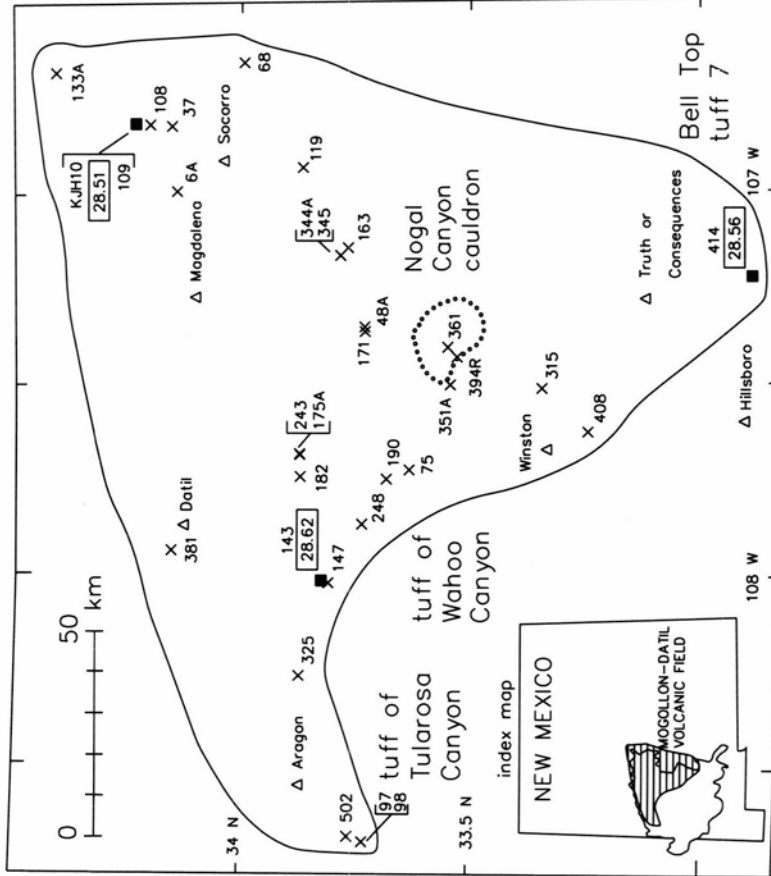 133A
KJH10
28.51
109
108
37
68
6A
Socorro
Magdalena
119
344A
345
163
Nogal
Canyon
cauldron
171
48A
361
394R
351A
Bell Top
tuff 7
107 W
Truth or
Consequences
414
28.56
315
408
Winston
Hillsboro
243
175A
182
190
75
248
Datil
381
143
28.62
147
tuff of
Wahoo
Canyon
108 W
0 50
km
325
Aragon
tuff of
Tularosa
Canyon
502
97
98
34 N
33.5 N
index map
NEW MEXICO
MOGOLLON-DATIL
VOLCANIC FIELD